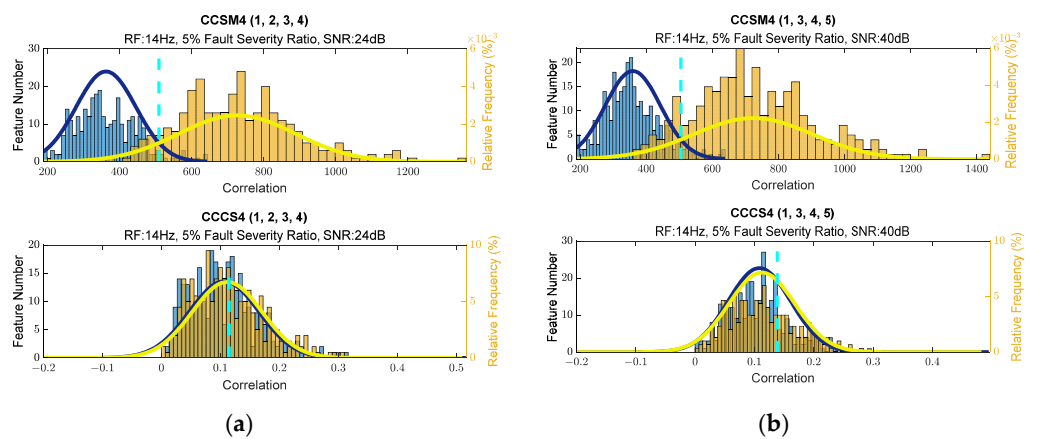 CCSM4 (1, 2, 3, 4)
RF:14Hz, 5% Fault Severity Ratio, SNR:24dB
×10⁻³
30
20
10
0
Feature Number
6
4
2
0
Relative Frequency (%)
200 400 600 800 1000 1200
Correlation
CCSM4 (1, 3, 4, 5)
RF:14Hz, 5% Fault Severity Ratio, SNR:40dB
×10⁻³
20
15
10
5
0
Feature Number
6
4
2
0
Relative Frequency (%)
200 400 600 800 1000 1200 1400
Correlation
CCCS4 (1, 2, 3, 4)
RF:14Hz, 5% Fault Severity Ratio, SNR:24dB
20
15
10
5
0
Feature Number
10
5
0
Relative Frequency (%)
−0.2 −0.1 0 0.1 0.2 0.3 0.4 0.5
Correlation
CCCS4 (1, 3, 4, 5)
RF:14Hz, 5% Fault Severity Ratio, SNR:40dB
30
20
10
0
Feature Number
10
5
0
Relative Frequency (%)
−0.2 −0.1 0 0.1 0.2 0.3 0.4
Correlation
(a)
(b)